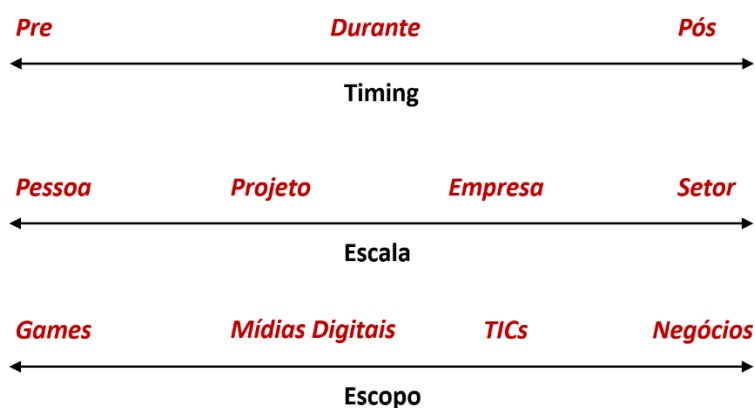 Pre Durante Pós
Timing
Pessoa Projeto Empresa Setor
Escala
Games Mídias Digitais TICs Negócios
Escopo